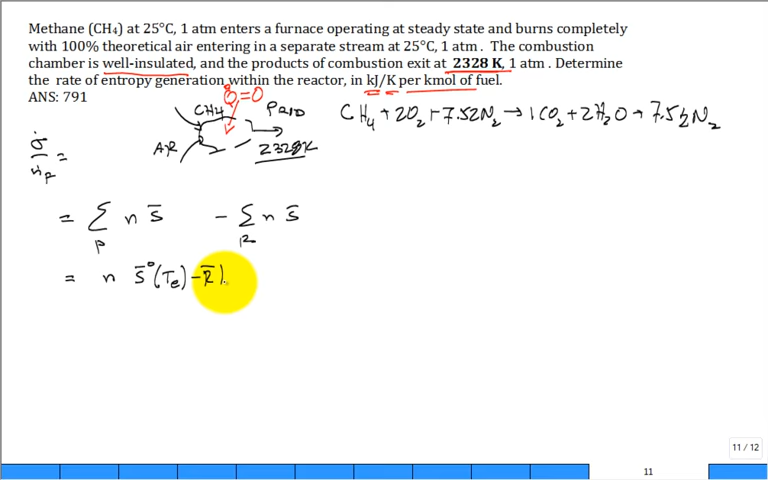 Methane (CH₄) at 25°C, 1 atm enters a furnace operating at steady state and burns completely
with 100% theoretical air entering in a separate stream at 25°C, 1 atm. The combustion
chamber is well-insulated, and the products of combustion exit at 2328 K, 1 atm. Determine
the rate of entropy generation within the reactor, in kJ/K per kmol of fuel.
ANS: 791
Q̇=0
CH4 PROD
CH₄ + 2O₂ + 7.52N₂ → 1CO₂ + 2H₂O + 7.52N₂
AIR 2328K
σ̇/ṅF =
= ∑P n s̄ - ∑R n s̄
= n s̄°(Te) - R̄ l
11 / 12
11